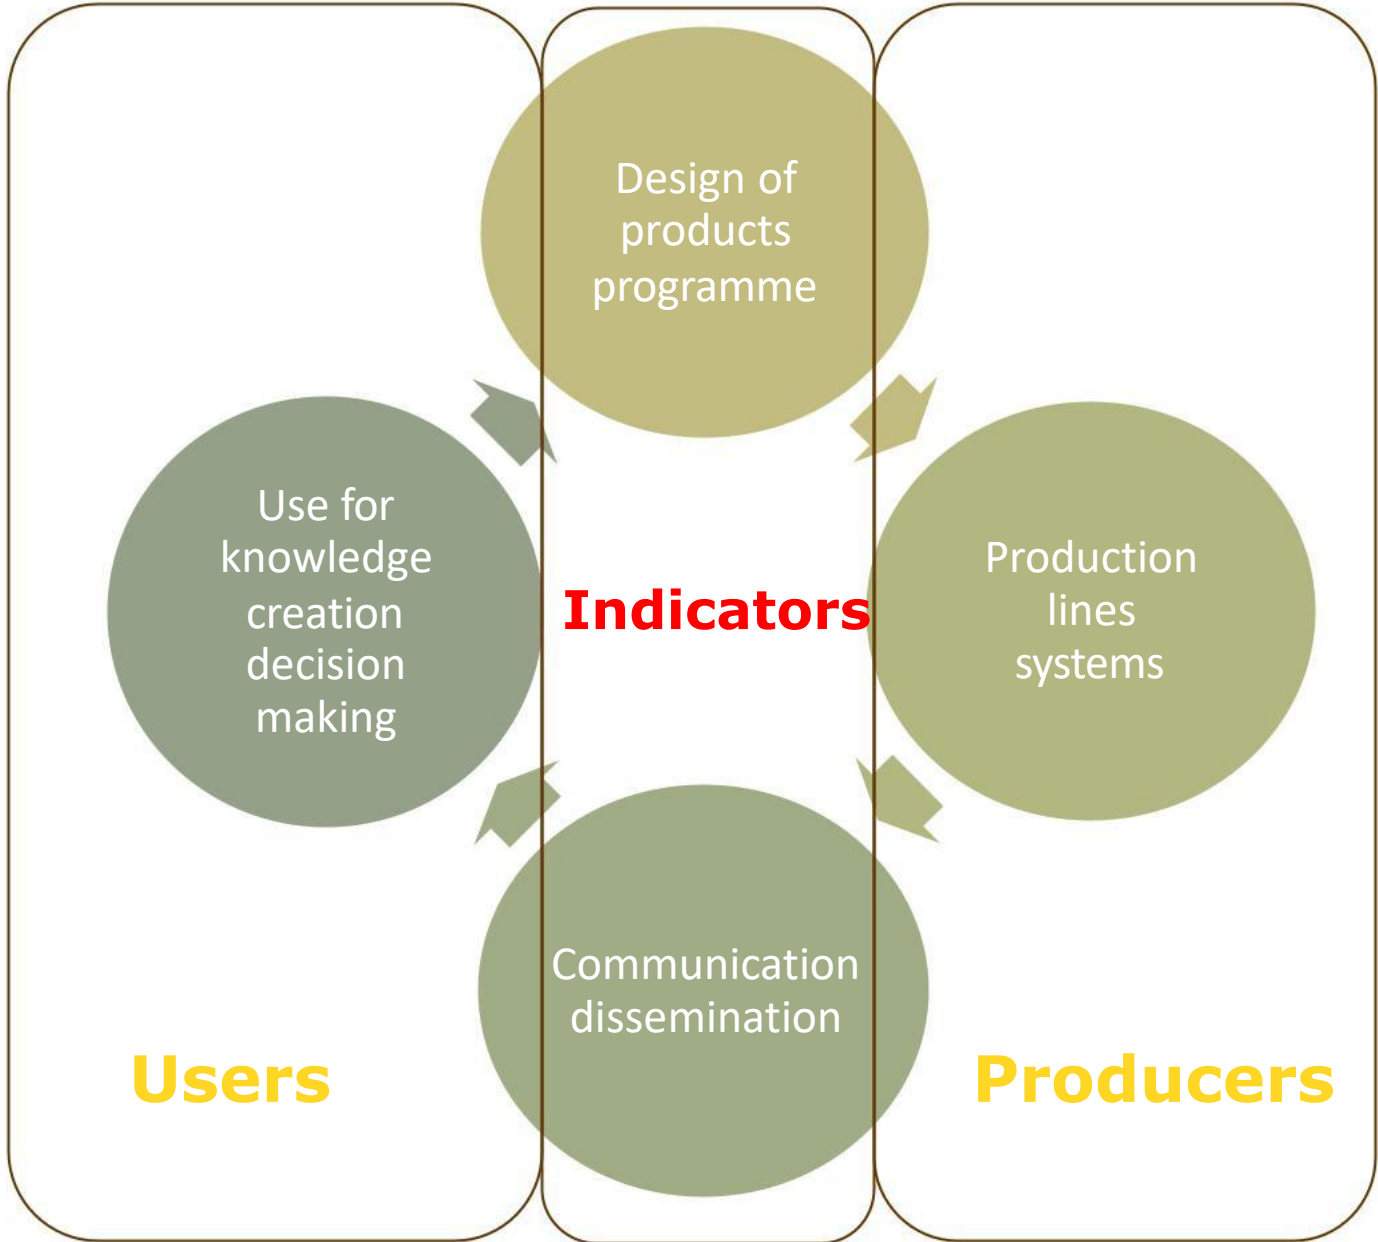 Design of
products
programme
Use for
knowledge
creation
decision
making
Indicators
Production
lines
systems
Communication
dissemination
Users
Producers